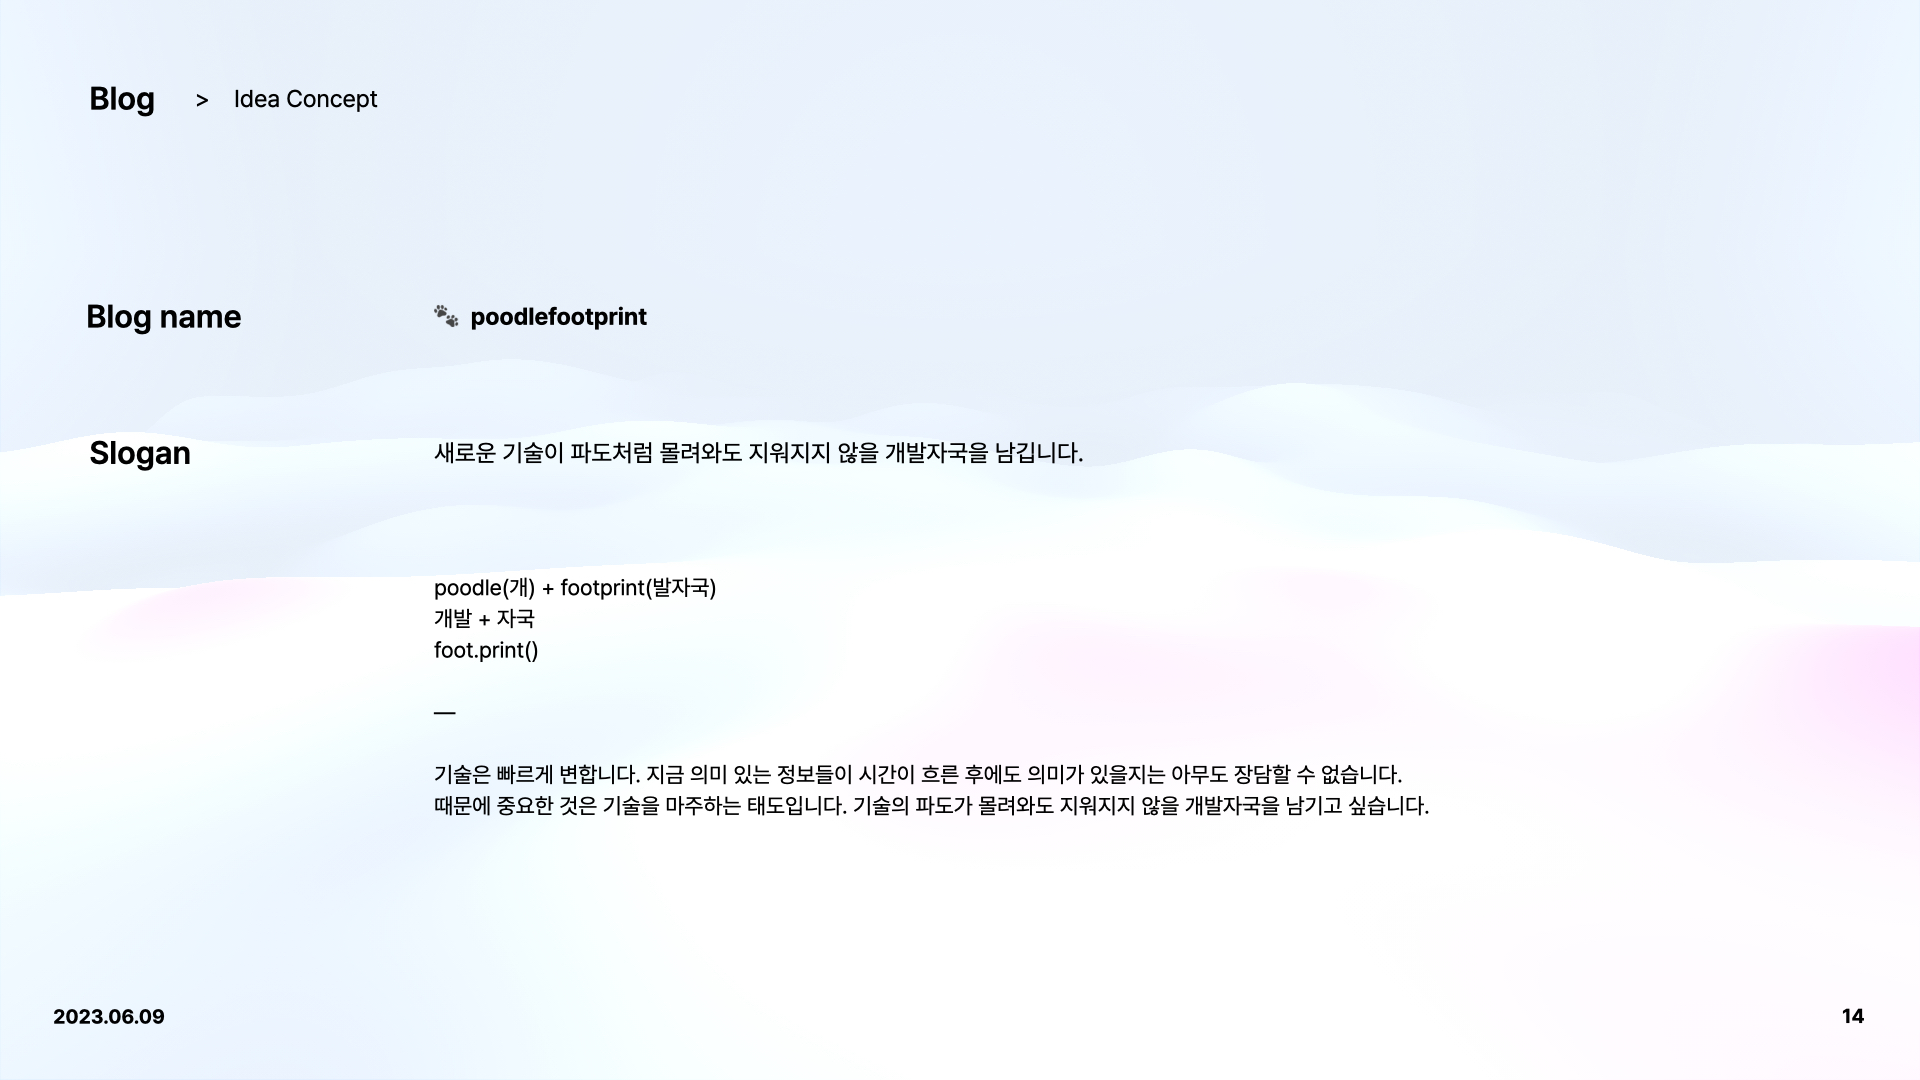 Blog > Idea Concept
Blog name
🐾 poodlefootprint
Slogan
새로운 기술이 파도처럼 몰려와도 지워지지 않을 개발자국을 남깁니다.
poodle(개) + footprint(발자국)
개발 + 자국
foot.print()
—
기술은 빠르게 변합니다. 지금 의미 있는 정보들이 시간이 흐른 후에도 의미가 있을지는 아무도 장담할 수 없습니다.
때문에 중요한 것은 기술을 마주하는 태도입니다. 기술의 파도가 몰려와도 지워지지 않을 개발자국을 남기고 싶습니다.
2023.06.09
14